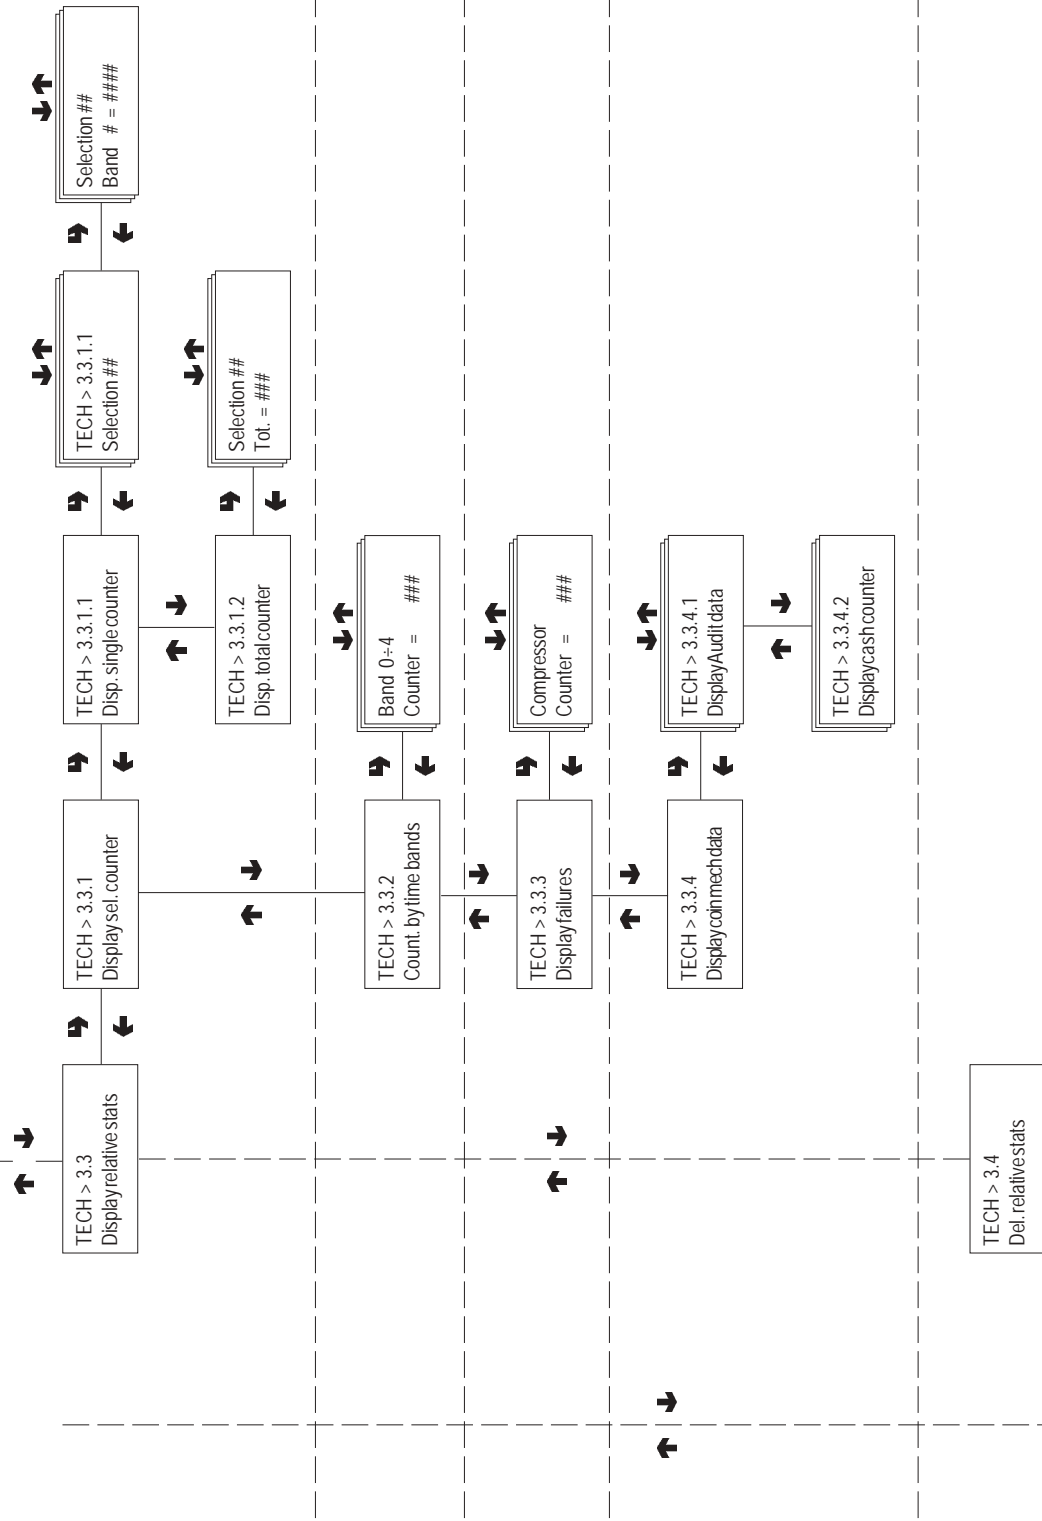 TECH > 3.3
Display relative stats
TECH > 3.3.1
Display sel. counter
TECH > 3.3.1.1
Disp. single counter
TECH > 3.3.1.1
Selection ##
Selection ##
Band # = ####
TECH > 3.3.1.2
Disp. total counter
Selection ##
Tot. = ###
TECH > 3.3.2
Count. by time bands
Band 0÷4
Counter = ###
TECH > 3.3.3
Display failures
Compressor
Counter = ###
TECH > 3.3.4
Display coin mech data
TECH > 3.3.4.1
Display Audit data
TECH > 3.3.4.2
Display cash counter
TECH > 3.4
Del. relative stats